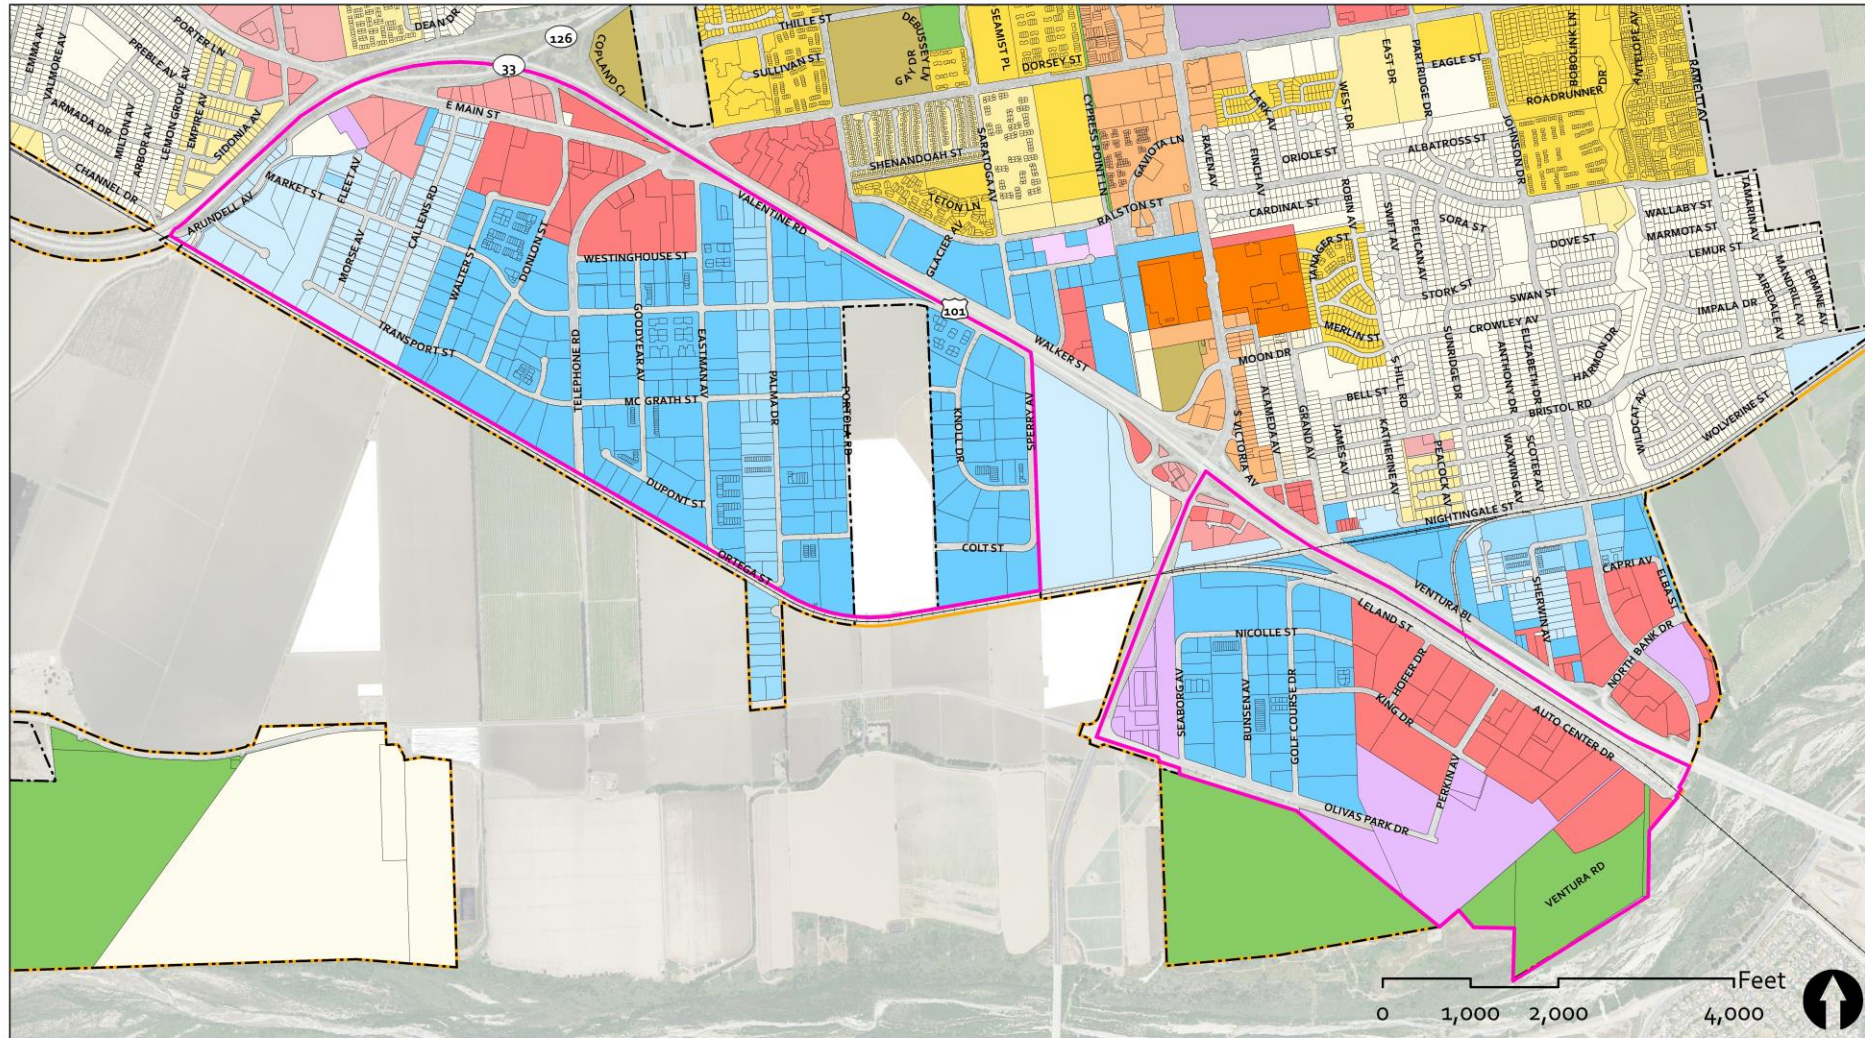 THILLE ST
DEAN DR
PORTER LN
126
COPLAND CI
DEBUSSEY LN
SEAMIST PL
DORSEY ST
SULLIVAN ST
33
EMMA AV
VALMORE AV
PREBLE AV
EAST DR
PARTRIDGE DR
EAGLE ST
ROBOLINK LN
ANTELOPE AV
RAMELLI AV
ROADRUNNER DR
ARMADA DR
MILTON AV
ARBOR AV
LEMON GROVE AV
EMPIRE AV
SIDONIA AV
E MAIN ST
CYPRESS POINT LN
LARK AV
WEST DR
JOHNSON DR
SHENANDOAH ST
SARATOGA AV
GAVIOTA LN
RAVEN AV
FINCH AV
ORIOLE ST
ALBATROSS ST
CHANNEL DR
MARKET ST
FLEET AV
CALLENS RD
ARUNDELL AV
VALENTINE RD
TETON LN
RALSTON ST
CARDINAL ST
ROBIN AV
SWIFT AV
PELICAN AV
SORA ST
TAMARIN AV
WALLABY ST
MARMOTA ST
LEMUR ST
MORSE AV
WALTER ST
DONLON ST
WESTINGHOUSE ST
GLACIER AV
TANAGER ST
DOVE ST
MANDRILL AV
ERMINE AV
AIREDALE AV
STORK ST
SWAN ST
IMPALA DR
101
GOODYEAR AV
EASTMAN AV
TRANSPORT ST
TELEPHONE RD
WALKER ST
MERLIN ST
CROWLEY AV
SUNRIDGE DR
ANTHONY DR
ELIZABETH DR
HARMON DR
MOON DR
PALMA DR
PORTOLA RD
MC GRATH ST
KNOLL DR
SPERRY AV
S VICTORIA AV
ALAMEDA AV
GRAND AV
JAMES AV
BELL ST
S HILL RD
KATHERINE AV
PEACOCK AV
WAXWING AV
SCOTER AV
BRISTOL RD
WILDCAT AV
WOLVERINE ST
DUPONT ST
NIGHTINGALE ST
COLT ST
ORTEGA ST
VENTURA BL
SHERWIN AV
CAPRI AV
ELBA ST
LELAND ST
NORTH BANK DR
NICOLLE ST
SEABORG AV
BUNSEN AV
GOLF COURSE DR
HOFER DR
KING DR
AUTO CENTER DR
PERKIN AV
OLIVAS PARK DR
VENTURA RD
Feet
0 1,000 2,000 4,000